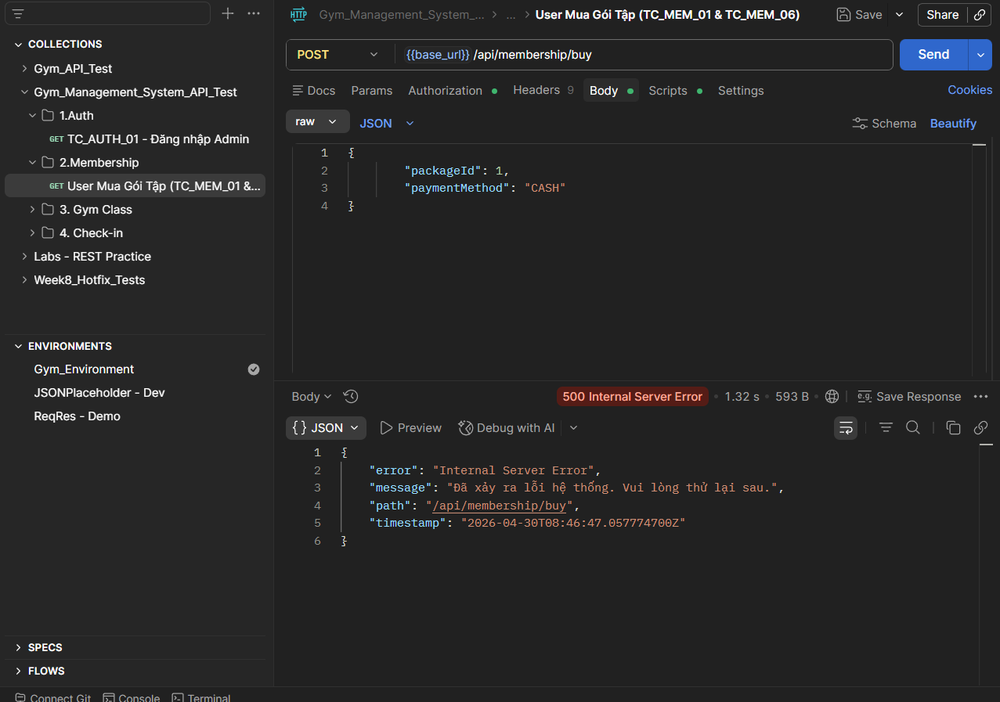 HTTP Gym_Management_System_... > ... > User Mua Gói Tập (TC_MEM_01 & TC_MEM_06) Save Share
COLLECTIONS
Gym_API_Test
Gym_Management_System_API_Test
1.Auth
GET TC_AUTH_01 - Đăng nhập Admin
2.Membership
GET User Mua Gói Tập (TC_MEM_01 &...
3. Gym Class
4. Check-in
Labs - REST Practice
Week8_Hotfix_Tests
ENVIRONMENTS
Gym_Environment
JSONPlaceholder - Dev
ReqRes - Demo
SPECS
FLOWS
Connect Git Console Terminal
POST {{base_url}} /api/membership/buy Send
Docs Params Authorization Headers 9 Body Scripts Settings Cookies
raw JSON Schema Beautify
1 {
2 "packageId": 1,
3 "paymentMethod": "CASH"
4 }
Body 500 Internal Server Error 1.32 s 593 B e.g. Save Response
{ } JSON Preview Debug with AI
1 {
2 "error": "Internal Server Error",
3 "message": "Đã xảy ra lỗi hệ thống. Vui lòng thử lại sau.",
4 "path": "/api/membership/buy",
5 "timestamp": "2026-04-30T08:46:47.057774700Z"
6 }